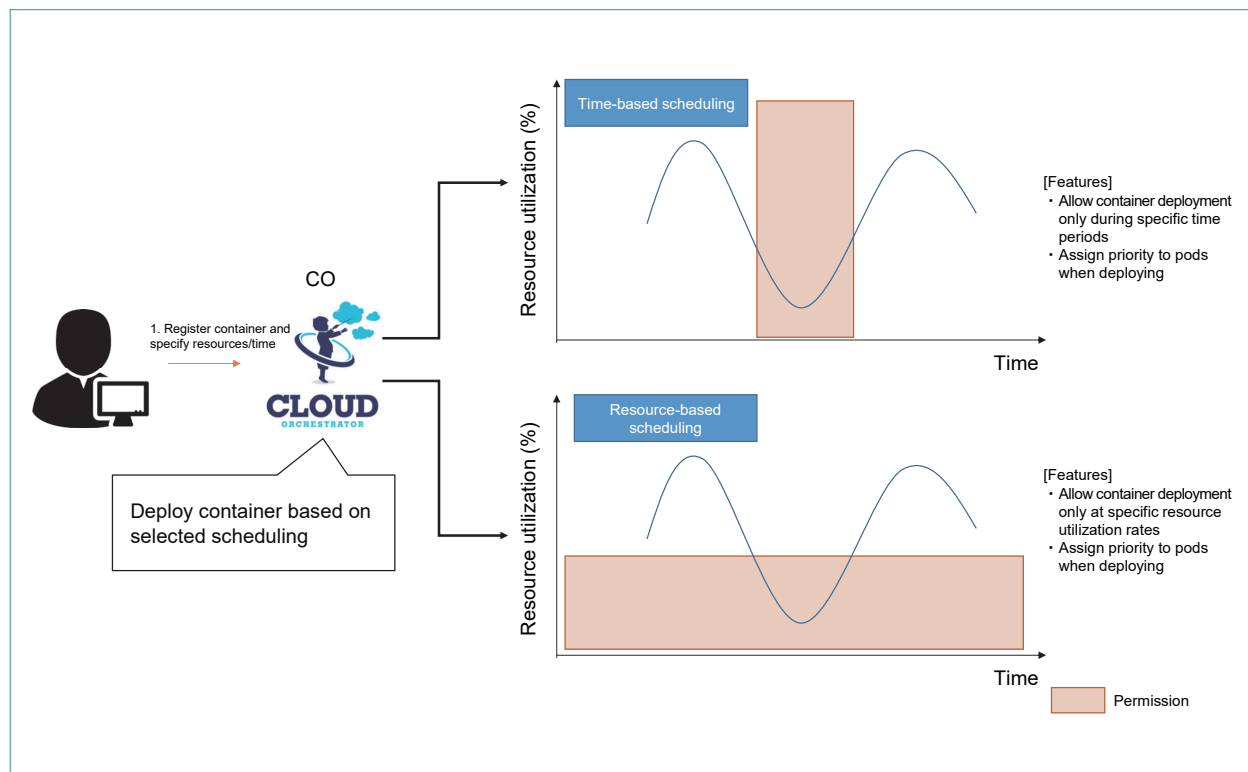 Time-based scheduling
Resource utilization (%)
Time
[Features]
・Allow container deployment
only during specific time
periods
・Assign priority to pods
when deploying
CO
1. Register container and
specify resources/time
CLOUD
ORCHESTRATOR
Deploy container based on
selected scheduling
Resource-based
scheduling
Resource utilization (%)
Time
[Features]
・Allow container deployment
only at specific resource
utilization rates
・Assign priority to pods
when deploying
Permission